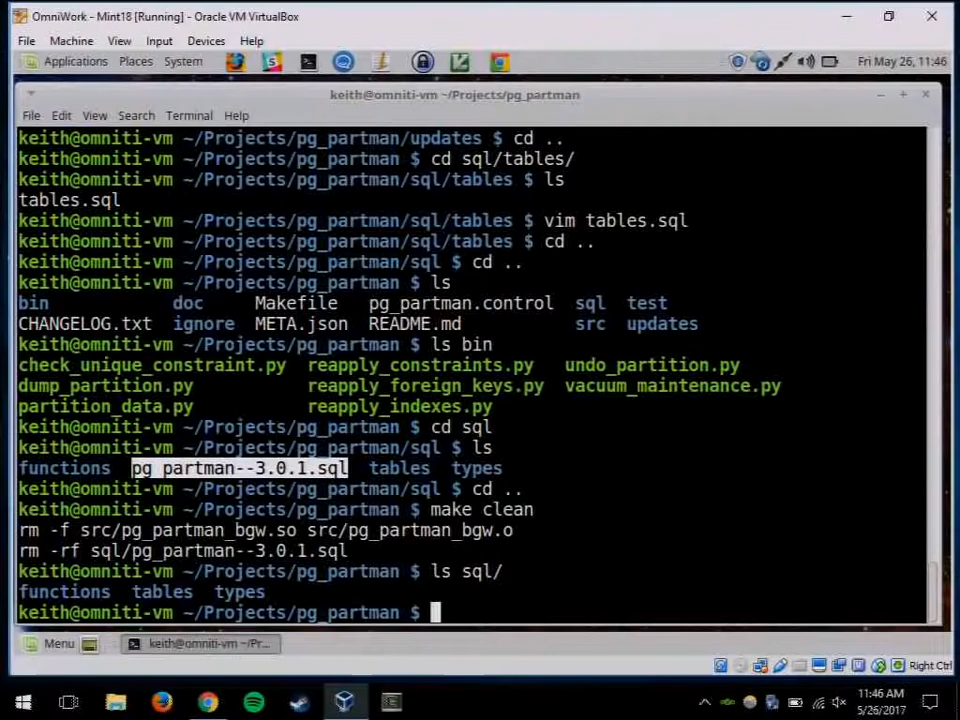 OmniWork - Mint18 [Running] - Oracle VM VirtualBox
File Machine View Input Devices Help
Applications Places System Fri May 26, 11:46
keith@omniti-vm ~/Projects/pg_partman
File Edit View Search Terminal Help
keith@omniti-vm ~/Projects/pg_partman/updates $ cd ..
keith@omniti-vm ~/Projects/pg_partman $ cd sql/tables/
keith@omniti-vm ~/Projects/pg_partman/sql/tables $ ls
tables.sql
keith@omniti-vm ~/Projects/pg_partman/sql/tables $ vim tables.sql
keith@omniti-vm ~/Projects/pg_partman/sql/tables $ cd ..
keith@omniti-vm ~/Projects/pg_partman/sql $ cd ..
keith@omniti-vm ~/Projects/pg_partman $ ls
bin doc Makefile pg_partman.control sql test
CHANGELOG.txt ignore META.json README.md src updates
keith@omniti-vm ~/Projects/pg_partman $ ls bin
check_unique_constraint.py reapply_constraints.py undo_partition.py
dump_partition.py reapply_foreign_keys.py vacuum_maintenance.py
partition_data.py reapply_indexes.py
keith@omniti-vm ~/Projects/pg_partman $ cd sql
keith@omniti-vm ~/Projects/pg_partman/sql $ ls
functions pg_partman--3.0.1.sql tables types
keith@omniti-vm ~/Projects/pg_partman/sql $ cd ..
keith@omniti-vm ~/Projects/pg_partman $ make clean
rm -f src/pg_partman_bgw.so src/pg_partman_bgw.o
rm -rf sql/pg_partman--3.0.1.sql
keith@omniti-vm ~/Projects/pg_partman $ ls sql/
functions tables types
keith@omniti-vm ~/Projects/pg_partman $
Menu keith@omniti-vm ~/Pr...
Right Ctrl
11:46 AM
5/26/2017